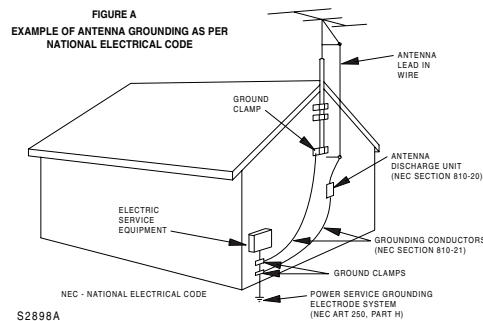 FIGURE A
EXAMPLE OF ANTENNA GROUNDING AS PER
NATIONAL ELECTRICAL CODE
ANTENNA
LEAD IN
WIRE
GROUND
CLAMP
ANTENNA
DISCHARGE UNIT
(NEC SECTION 810-20)
ELECTRIC
SERVICE
EQUIPMENT
GROUNDING CONDUCTORS
(NEC SECTION 810-21)
GROUND CLAMPS
NEC - NATIONAL ELECTRICAL CODE
POWER SERVICE GROUNDING
ELECTRODE SYSTEM
(NEC ART 250, PART H)
S2898A